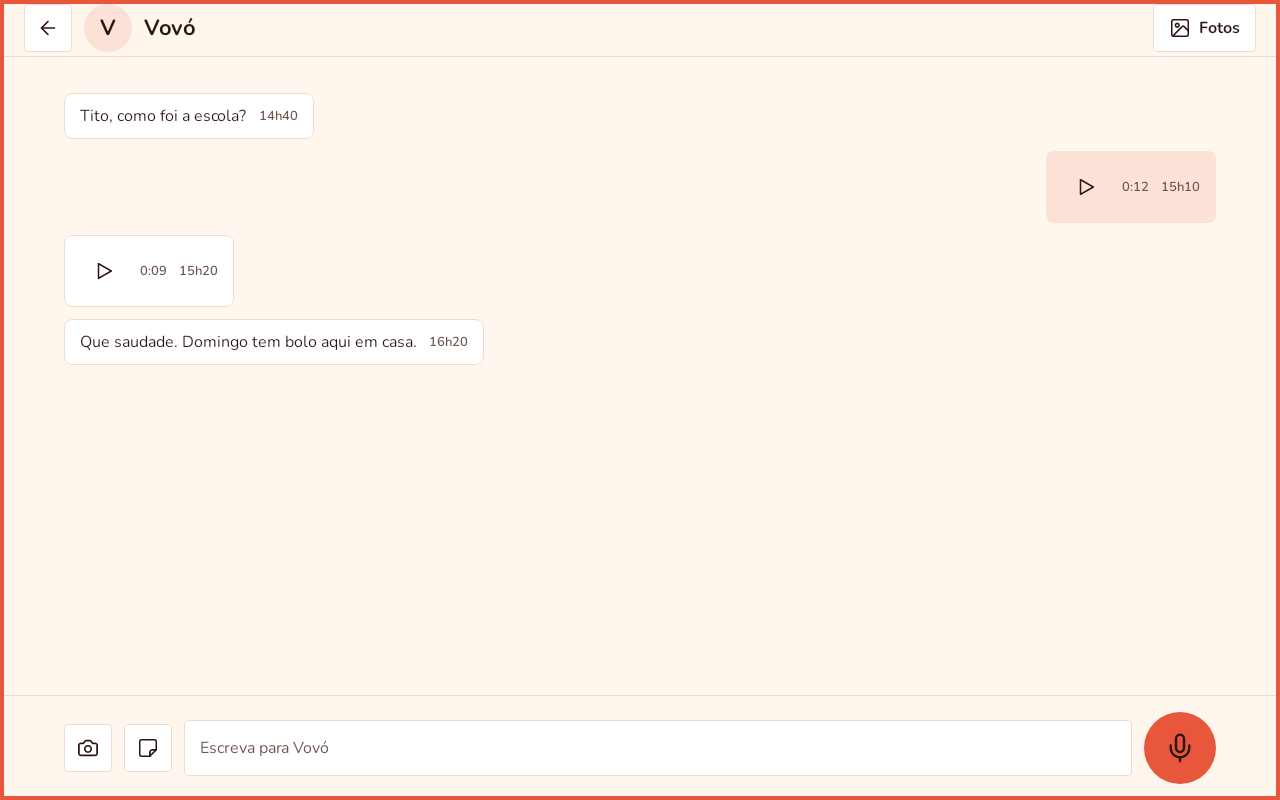 V Vovó Fotos
Tito, como foi a escola? 14h40
0:12 15h10
0:09 15h20
Que saudade. Domingo tem bolo aqui em casa. 16h20
Escreva para Vovó